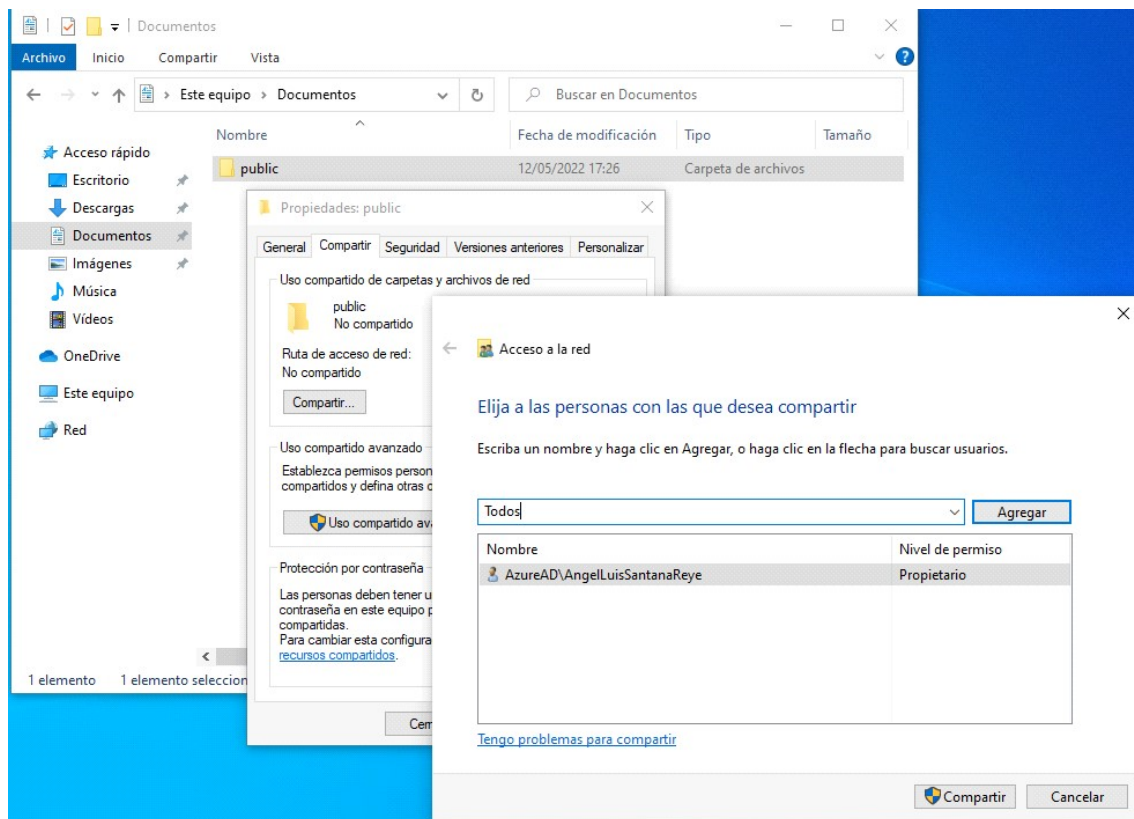 Documentos
Archivo Inicio Compartir Vista
Este equipo Documentos Buscar en Documentos
Nombre Fecha de modificación Tipo Tamaño
Acceso rápido
Escritorio
Descargas
Documentos
Imágenes
Música
Vídeos
OneDrive
Este equipo
Red
public 12/05/2022 17:26 Carpeta de archivos
1 elemento 1 elemento seleccion
Propiedades: public
General Compartir Seguridad Versiones anteriores Personalizar
Uso compartido de carpetas y archivos de red
public
No compartido
Ruta de acceso de red:
No compartido
Compartir...
Uso compartido avanzado
Establezca permisos person
compartidos y defina otras
Uso compartido
Protección por contraseña
Las personas deben tener
contraseña en este equipo
compartidas.
Para cambiar esta configura
recursos compartidos.
Acceso a la red
Elija a las personas con las que desea compartir
Escriba un nombre y haga clic en Agregar, o haga clic en la flecha para buscar usuarios.
Todos Agregar
Nombre Nivel de permiso
AzureAD\AngelLuisSantanaReye Propietario
Tengo problemas para compartir
Compartir Cancelar